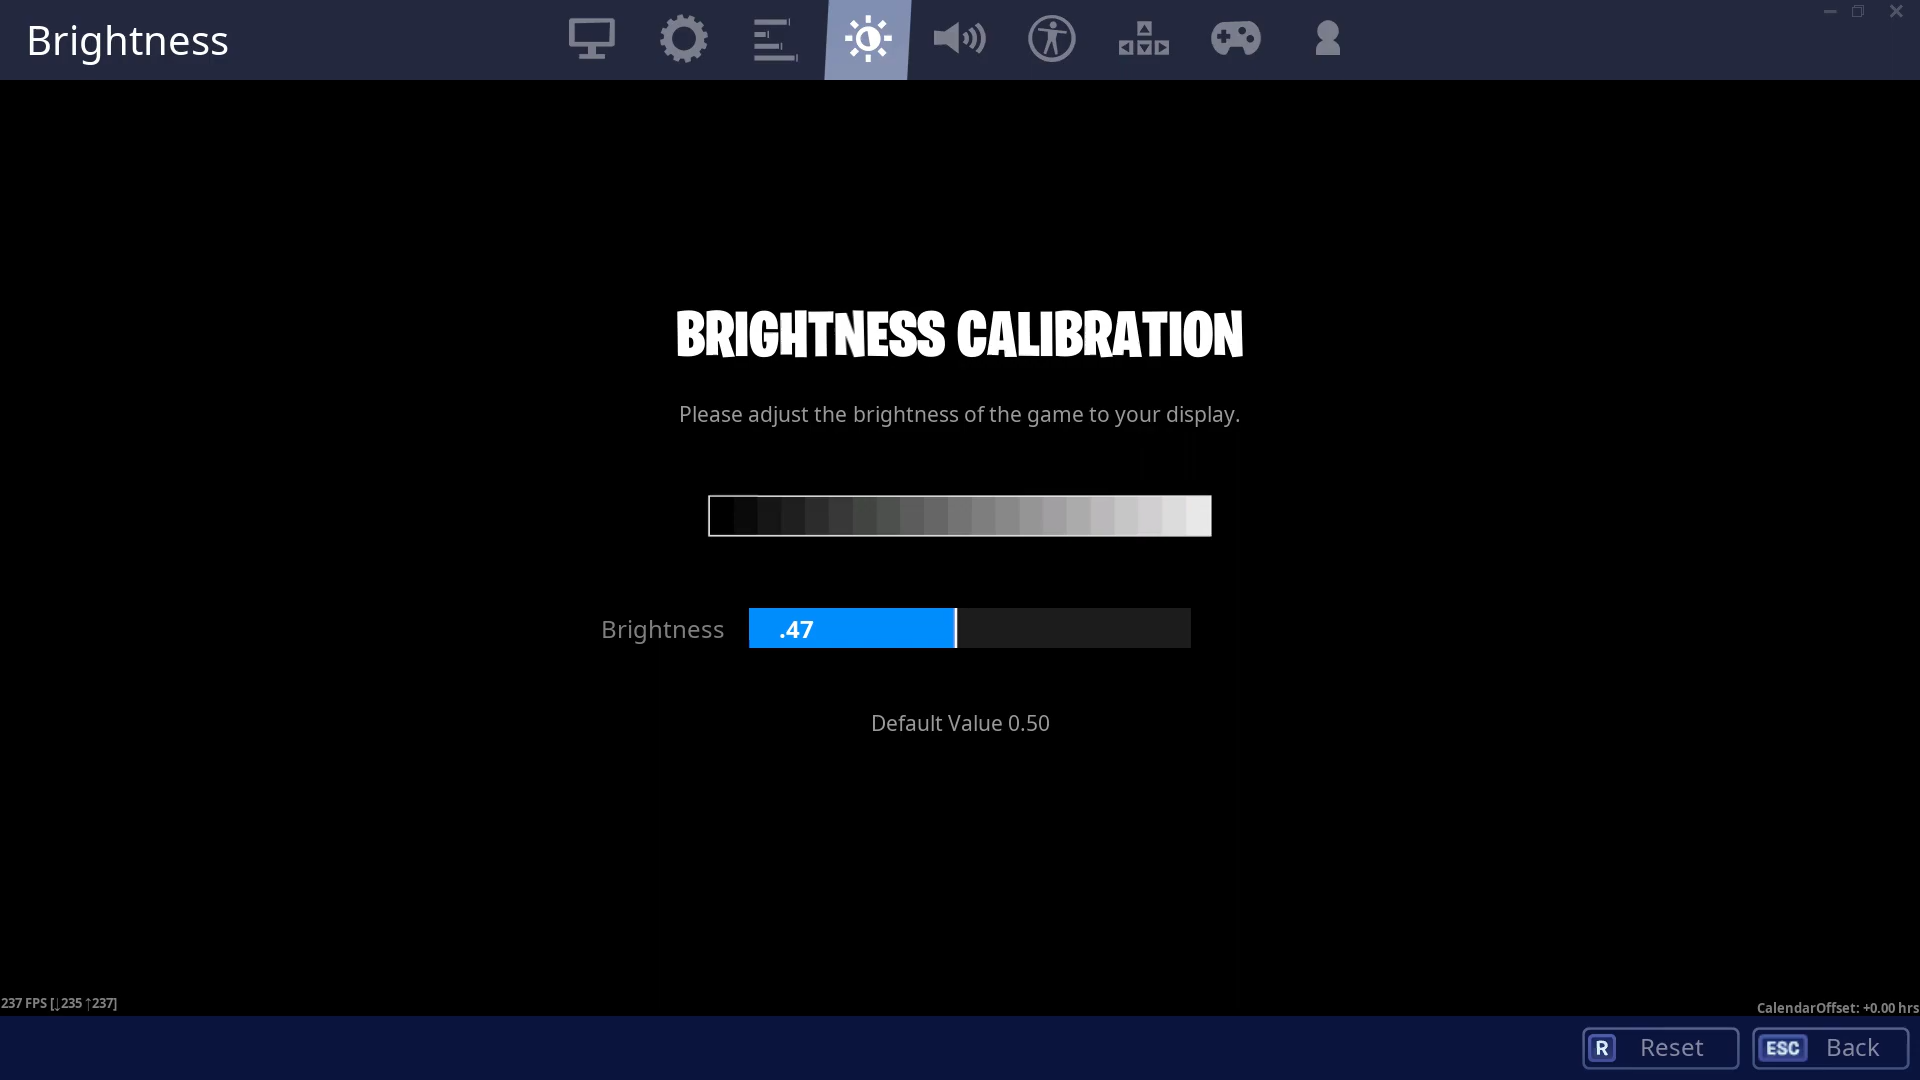 Brightness
BRIGHTNESS CALIBRATION
Please adjust the brightness of the game to your display.
Brightness .47
Default Value 0.50
237 FPS [↓235 ↑237]
CalendarOffset: +0.00 hrs
R Reset ESC Back